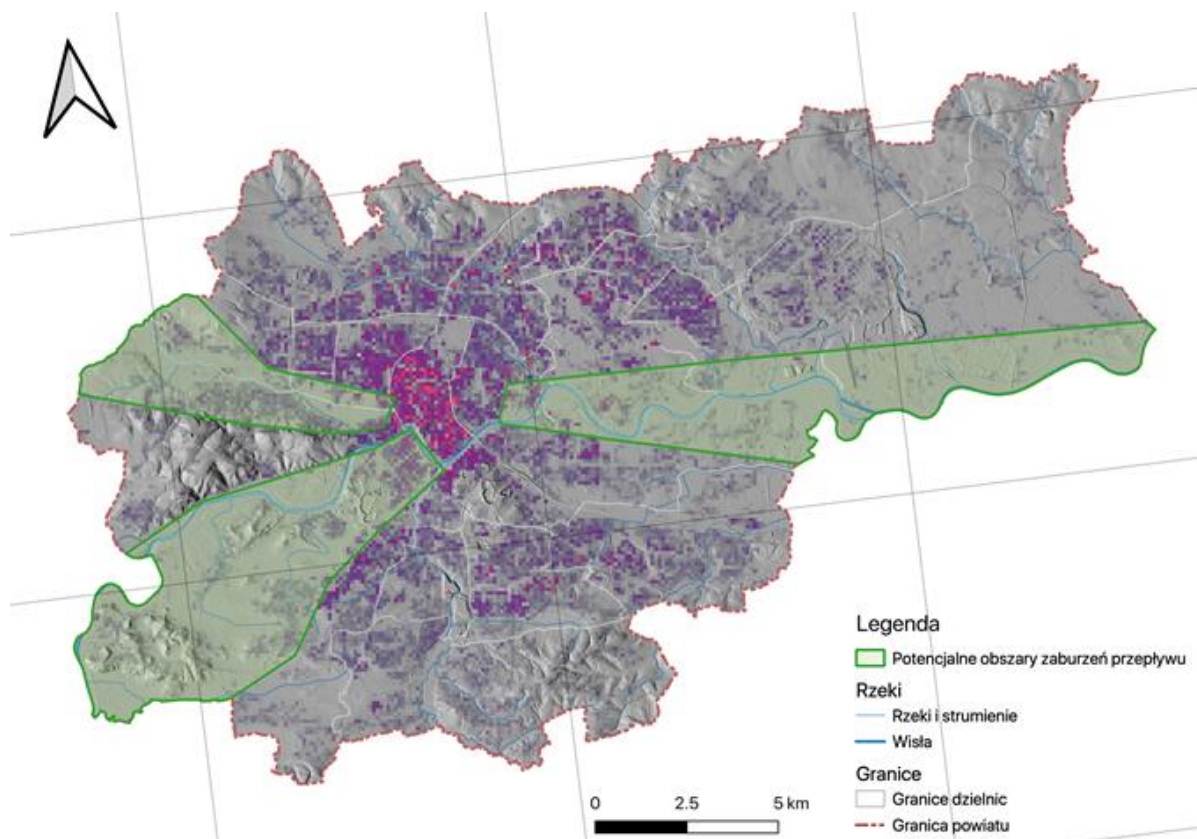 Legenda
Potencjalne obszary zaburzeń przepływu
Rzeki
Rzeki i strumienie
Wisła
Granice
Granice dzielnic
Granica powiatu
0 2.5 5 km